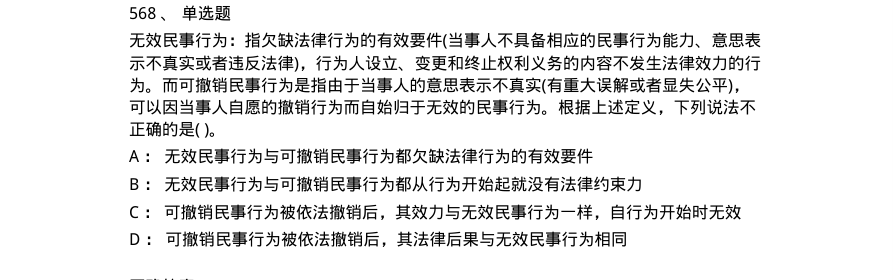 568 、 单选题
无效民事行为：指欠缺法律行为的有效要件(当事人不具备相应的民事行为能力、意思表
示不真实或者违反法律)，行为人设立、变更和终止权利义务的内容不发生法律效力的行
为。而可撤销民事行为是指由于当事人的意思表示不真实(有重大误解或者显失公平)，
可以因当事人自愿的撤销行为而自始归于无效的民事行为。根据上述定义，下列说法不
正确的是( )。
A ： 无效民事行为与可撤销民事行为都欠缺法律行为的有效要件
B ： 无效民事行为与可撤销民事行为都从行为开始起就没有法律约束力
C ： 可撤销民事行为被依法撤销后，其效力与无效民事行为一样，自行为开始时无效
D ： 可撤销民事行为被依法撤销后，其法律后果与无效民事行为相同